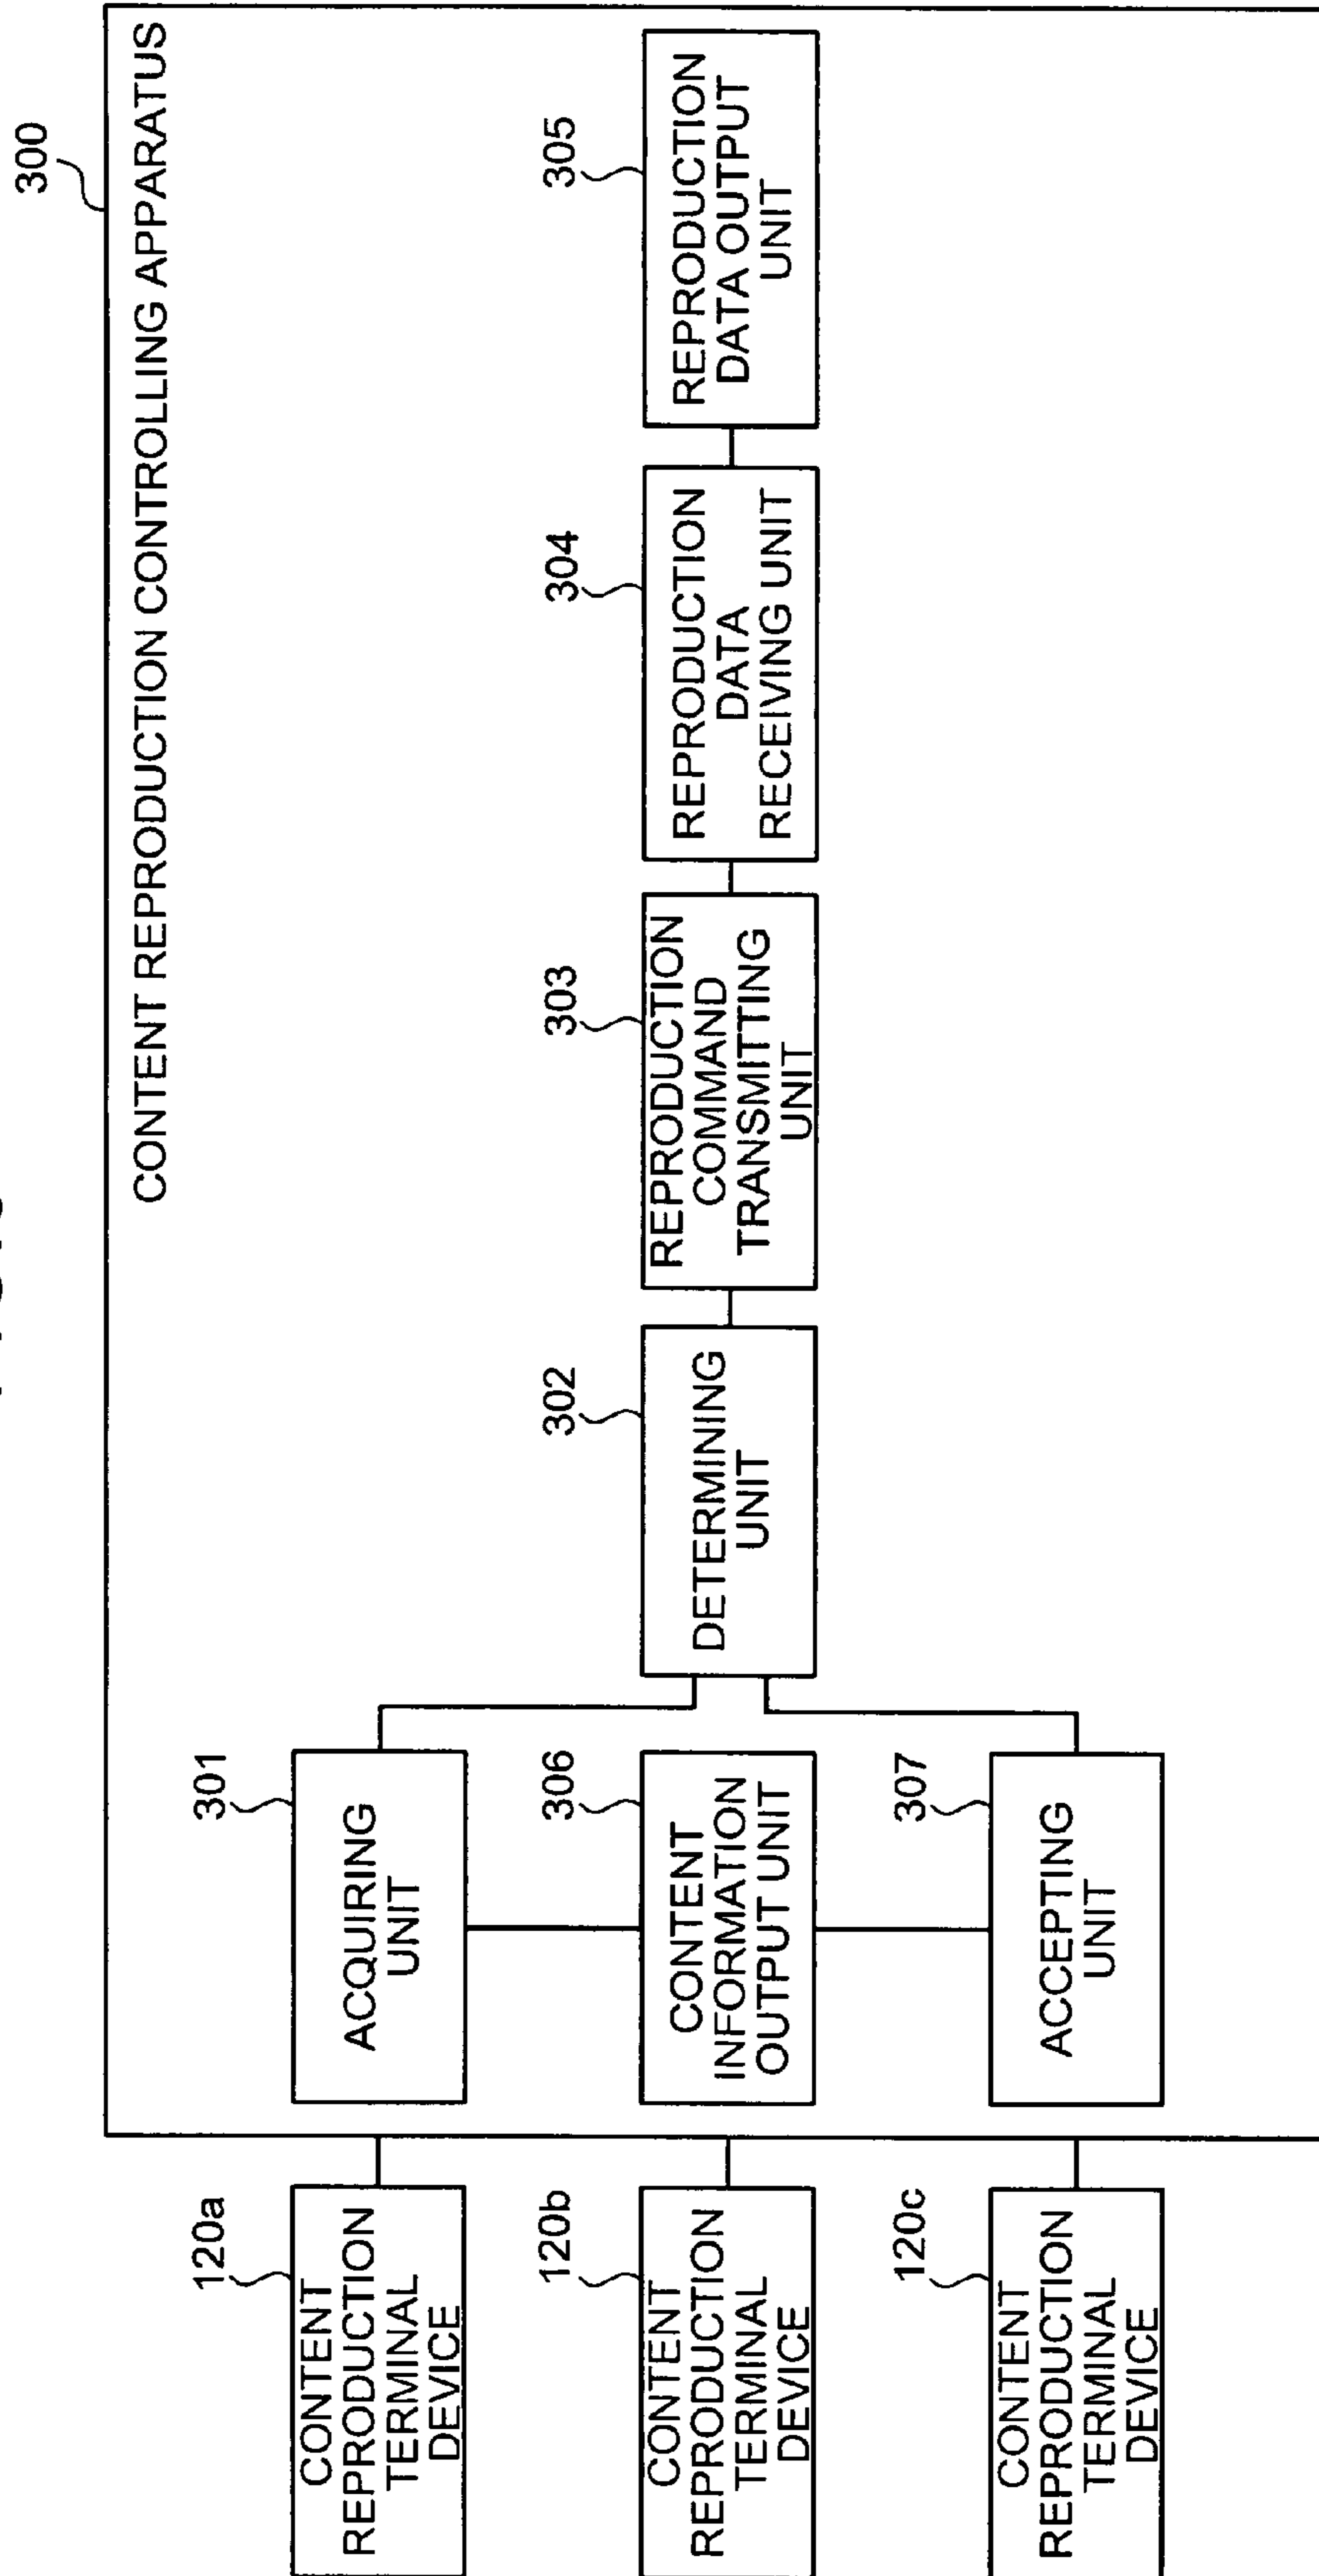 300
CONTENT REPRODUCTION CONTROLLING APPARATUS
120a
CONTENT
REPRODUCTION
TERMINAL
DEVICE
301
ACQUIRING
UNIT
120b
CONTENT
REPRODUCTION
TERMINAL
DEVICE
306
CONTENT
INFORMATION
OUTPUT UNIT
302
DETERMINING
UNIT
303
REPRODUCTION
COMMAND
TRANSMITTING
UNIT
304
REPRODUCTION
DATA
RECEIVING UNIT
305
REPRODUCTION
DATA OUTPUT
UNIT
120c
CONTENT
REPRODUCTION
TERMINAL
DEVICE
307
ACCEPTING
UNIT